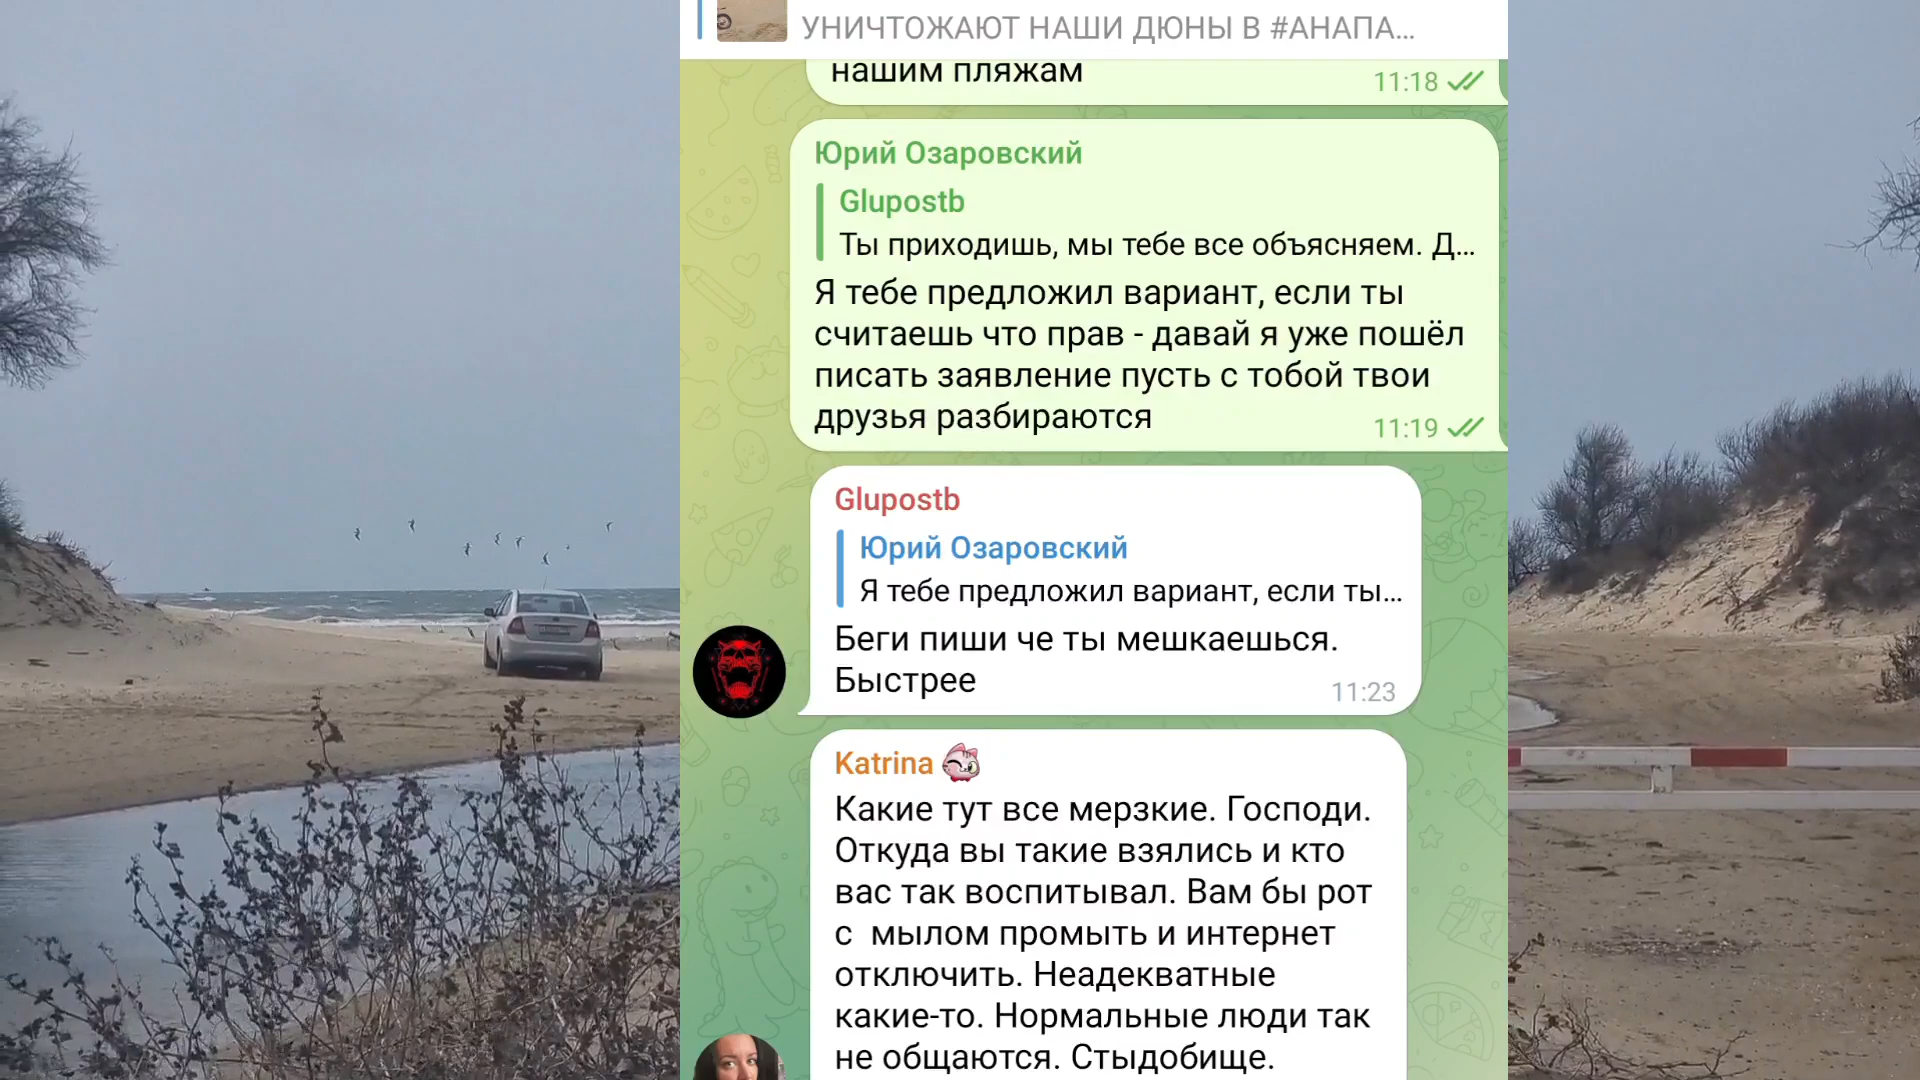 УНИЧТОЖАЮТ НАШИ ДЮНЫ В #АНАПА...
нашим пляжам
11:18
Юрий Озаровский
Glupostb
Ты приходишь, мы тебе все объясняем. Д...
Я тебе предложил вариант, если ты
считаешь что прав - давай я уже пошёл
писать заявление пусть с тобой твои
друзья разбираются
11:19
Glupostb
Юрий Озаровский
Я тебе предложил вариант, если ты...
Беги пиши че ты мешкаешься.
Быстрее
11:23
Katrina
Какие тут все мерзкие. Господи.
Откуда вы такие взялись и кто
вас так воспитывал. Вам бы рот
с  мылом промыть и интернет
отключить. Неадекватные
какие-то. Нормальные люди так
не общаются. Стыдобище.